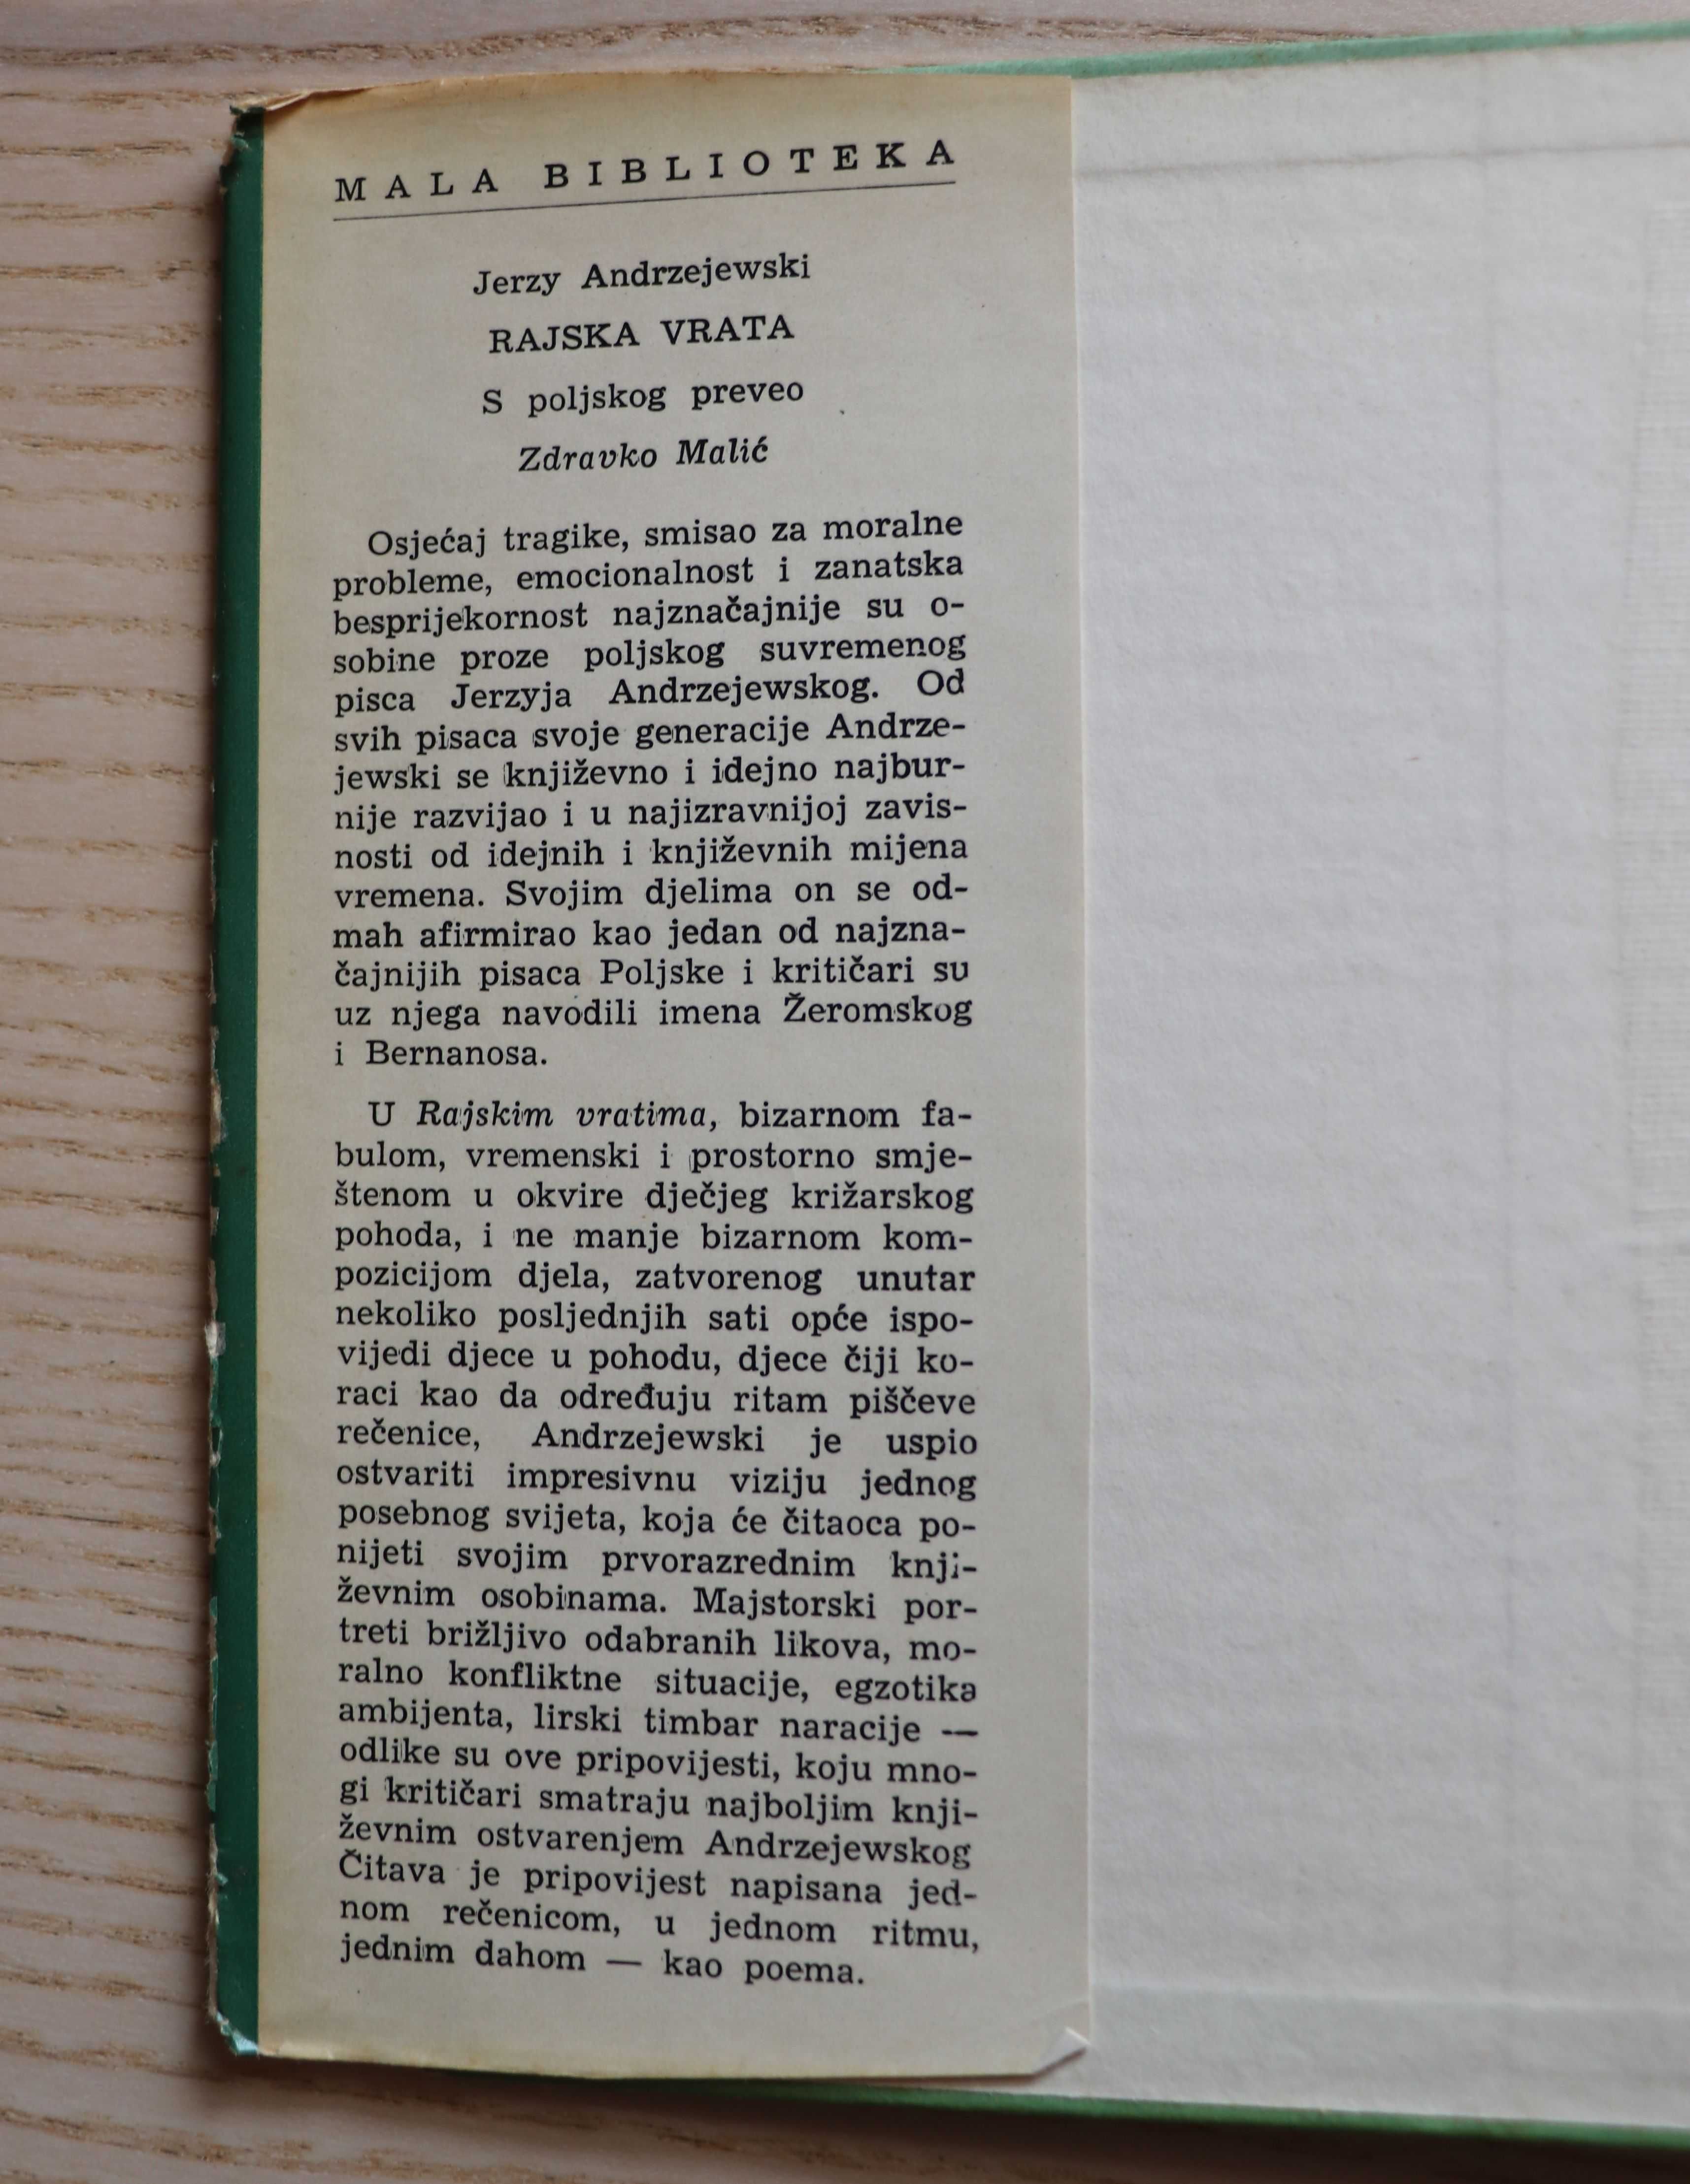 MALA BIBLIOTEKA
Jerzy Andrzejewski
RAJSKA VRATA
S poljskog preveo
Zdravko Malić
Osjećaj tragike, smisao za moralne
probleme, emocionalnost i zanatska
besprijekornost najznačajnije su o-
sobine proze poljskog suvremenog
pisca Jerzyja Andrzejewskog. Od
svih pisaca svoje generacije Andrze-
jewski se književno i idejno najbur-
nije razvijao i u najizravnijoj zavis-
nosti od idejnih i književnih mijena
vremena. Svojim djelima on se od-
mah afirmirao kao jedan od najzna-
čajnijih pisaca Poljske i kritičari su
uz njega navodili imena Žeromskog
i Bernanosa.
U Rajskim vratima, bizarnom fa-
bulom, vremenski i prostorno smje-
štenom u okvire dječjeg križarskog
pohoda, i ne manje bizarnom kom-
pozicijom djela, zatvorenog unutar
nekoliko posljednjih sati opće ispo-
vijedi djece u pohodu, djece čiji ko-
raci kao da određuju ritam piščeve
rečenice, Andrzejewski je uspio
ostvariti impresivnu viziju jednog
posebnog svijeta, koja će čitaoca po-
nijeti svojim prvorazrednim knji-
ževnim osobinama. Majstorski por-
treti brižljivo odabranih likova, mo-
ralno konfliktne situacije, egzotika
ambijenta, lirski timbar naracije —
odlike su ove pripovijesti, koju mno-
gi kritičari smatraju najboljim knji-
ževnim ostvarenjem Andrzejewskog
Čitava je pripovijest napisana jed-
nom rečenicom, u jednom ritmu,
jednim dahom — kao poema.